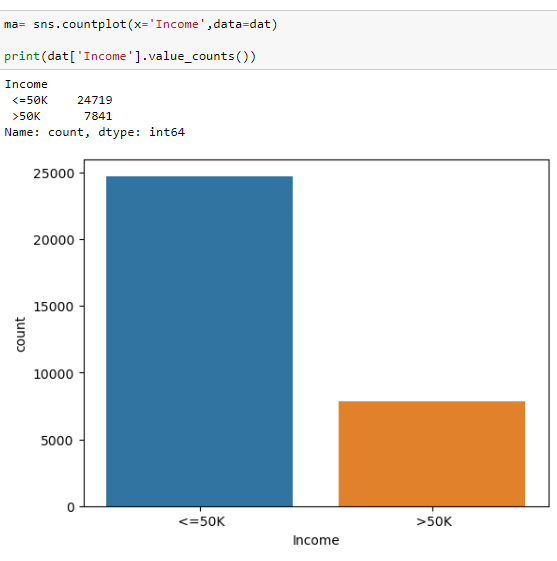 ma= sns.countplot(x='Income',data=dat)
print(dat['Income'].value_counts())
Income
 <=50K     24719
 >50K       7841
Name: count, dtype: int64
25000
20000
15000
10000
5000
0
count
<=50K
>50K
Income